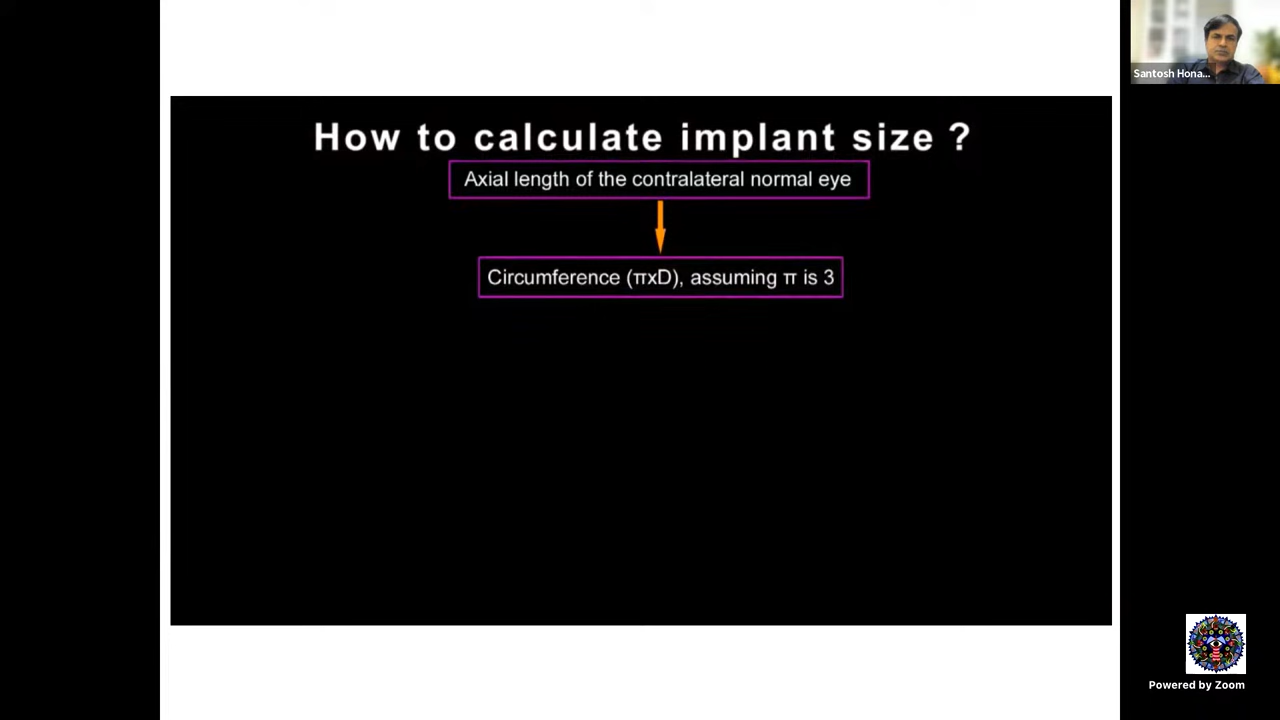 Santosh Hona...
How to calculate implant size ?
Axial length of the contralateral normal eye
Circumference (πxD), assuming π is 3
Powered by Zoom